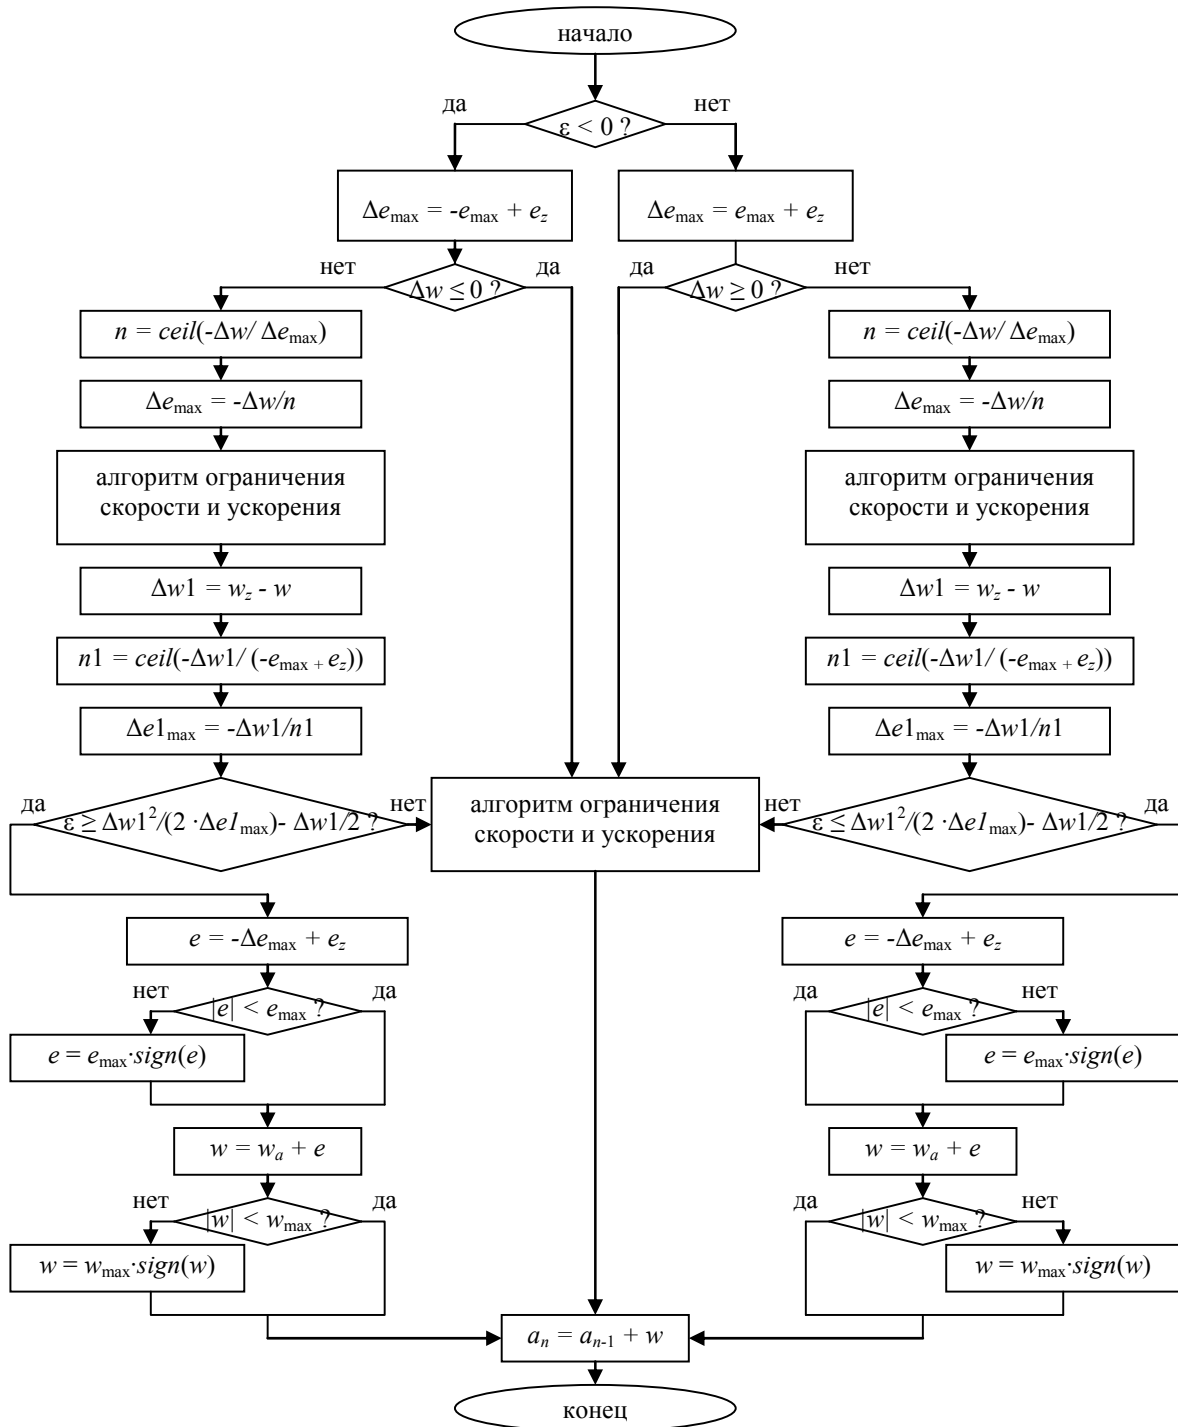 начало
да
нет
ε < 0 ?
Δe_max = -e_max + e_z
Δe_max = e_max + e_z
нет
да
да
нет
Δw ≤ 0 ?
Δw ≥ 0 ?
n = ceil(-Δw/ Δe_max)
n = ceil(-Δw/ Δe_max)
Δe_max = -Δw/n
Δe_max = -Δw/n
алгоритм ограничения
скорости и ускорения
алгоритм ограничения
скорости и ускорения
Δw1 = w_z - w
Δw1 = w_z - w
n1 = ceil(-Δw1/ (-e_max + e_z))
n1 = ceil(-Δw1/ (-e_max + e_z))
Δe1_max = -Δw1/n1
Δe1_max = -Δw1/n1
да
нет
ε ≥ Δw1²/(2 ·Δe1_max)- Δw1/2 ?
алгоритм ограничения
скорости и ускорения
нет
да
ε ≤ Δw1²/(2 ·Δe1_max)- Δw1/2 ?
e = -Δe_max + e_z
e = -Δe_max + e_z
нет
да
|e| < e_max ?
да
нет
|e| < e_max ?
e = e_max·sign(e)
e = e_max·sign(e)
w = w_a + e
w = w_a + e
нет
да
|w| < w_max ?
да
нет
|w| < w_max ?
w = w_max·sign(w)
w = w_max·sign(w)
a_n = a_n-1 + w
конец